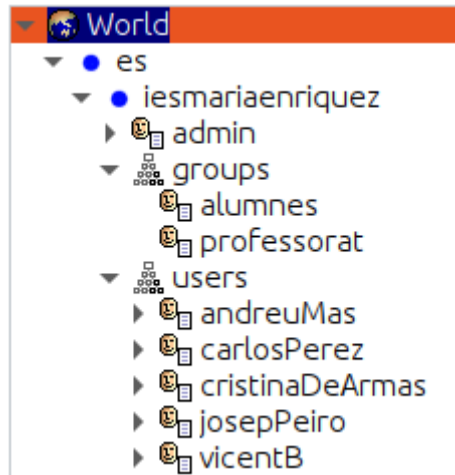 World
es
iesmariaenriquez
admin
groups
alumnes
professorat
users
andreuMas
carlosPerez
cristinaDeArmas
josepPeiro
vicentB